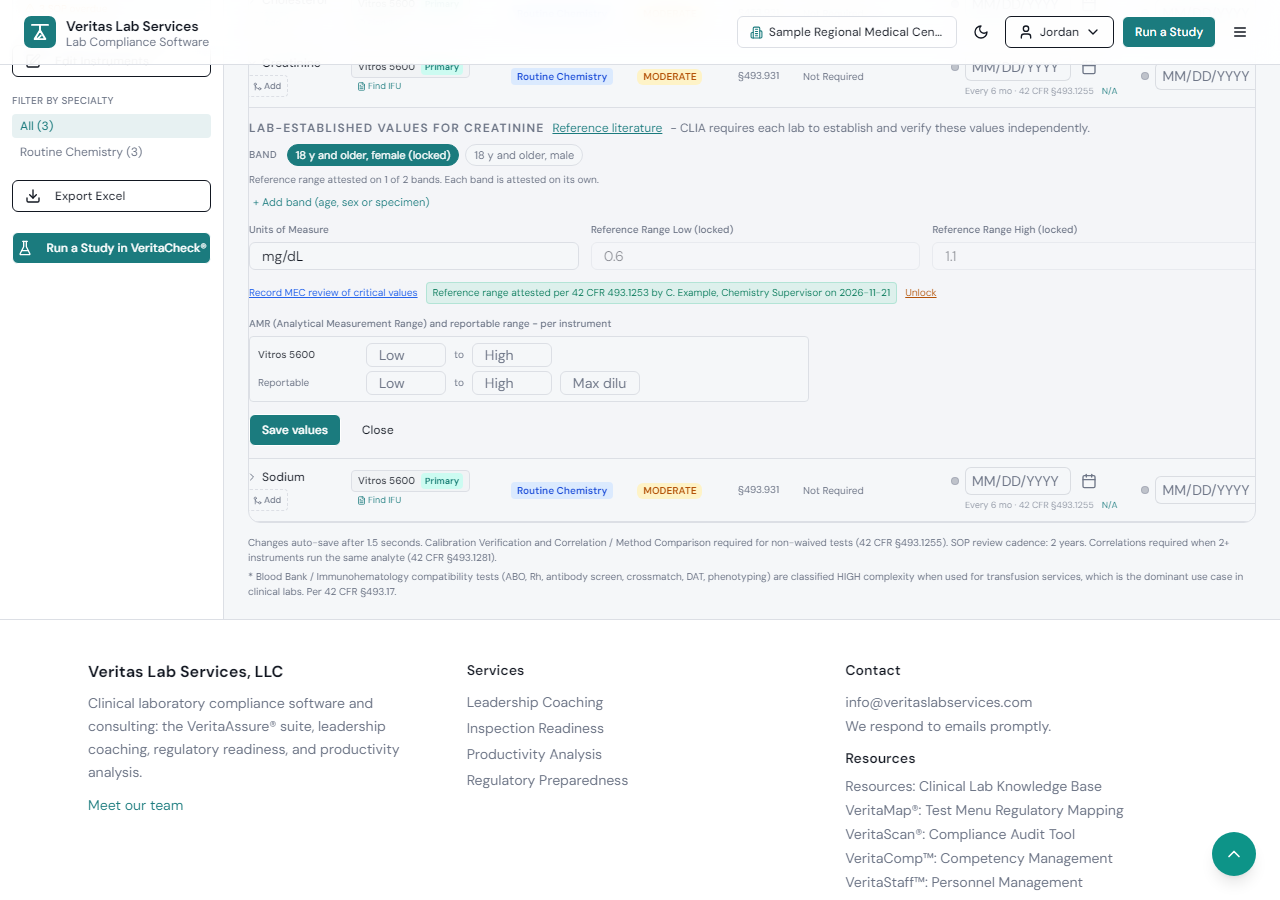 Veritas Lab Services
Lab Compliance Software
Sample Regional Medical Cen...
Jordan
Run a Study
FILTER BY SPECIALTY
All (3)
Routine Chemistry (3)
Export Excel
Run a Study in VeritaCheck®
Creatinine
Add
Vitros 5600 Primary
Find IFU
Routine Chemistry
MODERATE
§493.931
Not Required
MM/DD/YYYY
Every 6 mo · 42 CFR §493.1255 N/A
MM/DD/YYYY
LAB-ESTABLISHED VALUES FOR CREATININE Reference literature - CLIA requires each lab to establish and verify these values independently.
BAND 18 y and older, female (locked) 18 y and older, male
Reference range attested on 1 of 2 bands. Each band is attested on its own.
+ Add band (age, sex or specimen)
Units of Measure
Reference Range Low (locked)
Reference Range High (locked)
mg/dL
0.6
1.1
Record MEC review of critical values Reference range attested per 42 CFR 493.1253 by C. Example, Chemistry Supervisor on 2026-11-21 Unlock
AMR (Analytical Measurement Range) and reportable range - per instrument
Vitros 5600 Low to High
Reportable Low to High Max dilu
Save values Close
Sodium
Add
Vitros 5600 Primary
Find IFU
Routine Chemistry
MODERATE
§493.931
Not Required
MM/DD/YYYY
Every 6 mo · 42 CFR §493.1255 N/A
MM/DD/YYYY
Changes auto-save after 1.5 seconds. Calibration Verification and Correlation / Method Comparison required for non-waived tests (42 CFR §493.1255). SOP review cadence: 2 years. Correlations required when 2+
instruments run the same analyte (42 CFR §493.1281).
* Blood Bank / Immunohematology compatibility tests (ABO, Rh, antibody screen, crossmatch, DAT, phenotyping) are classified HIGH complexity when used for transfusion services, which is the dominant use case in
clinical labs. Per 42 CFR §493.17.
Veritas Lab Services, LLC
Clinical laboratory compliance software and
consulting: the VeritaAssure® suite, leadership
coaching, regulatory readiness, and productivity
analysis.
Meet our team
Services
Leadership Coaching
Inspection Readiness
Productivity Analysis
Regulatory Preparedness
Contact
info@veritaslabservices.com
We respond to emails promptly.
Resources
Resources: Clinical Lab Knowledge Base
VeritaMap®: Test Menu Regulatory Mapping
VeritaScan®: Compliance Audit Tool
VeritaComp™: Competency Management
VeritaStaff™: Personnel Management